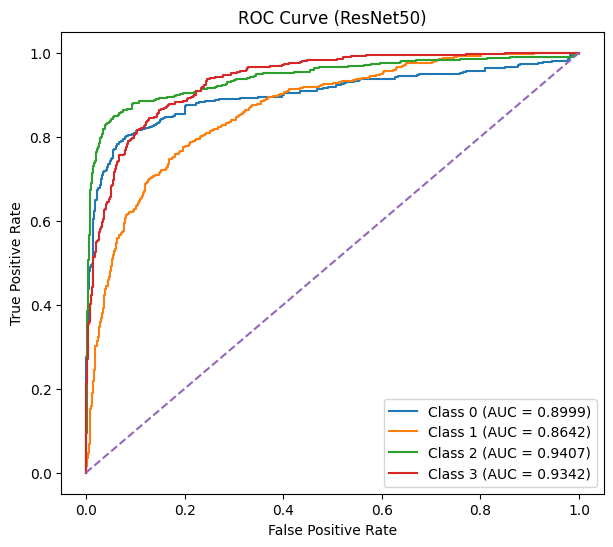 ROC Curve (ResNet50)
True Positive Rate
1.0
0.8
0.6
0.4
0.2
0.0
0.0 0.2 0.4 0.6 0.8 1.0
False Positive Rate
Class 0 (AUC = 0.8999)
Class 1 (AUC = 0.8642)
Class 2 (AUC = 0.9407)
Class 3 (AUC = 0.9342)